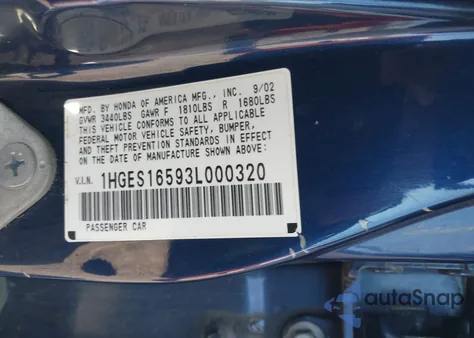 MFD. BY HONDA OF AMERICA MFG., INC. 9/02
GVWR 3440LBS GAWR F 1810LBS R 1680LBS
THIS VEHICLE CONFORMS TO ALL APPLICABLE
FEDERAL MOTOR VEHICLE SAFETY, BUMPER,
AND THEFT PREVENTION STANDARDS IN EFFECT
ON THE DATE OF MANUFACTURE SHOWN ABOVE:
V.I.N. 1HGES16593L000320
PASSENGER CAR
autoSnap